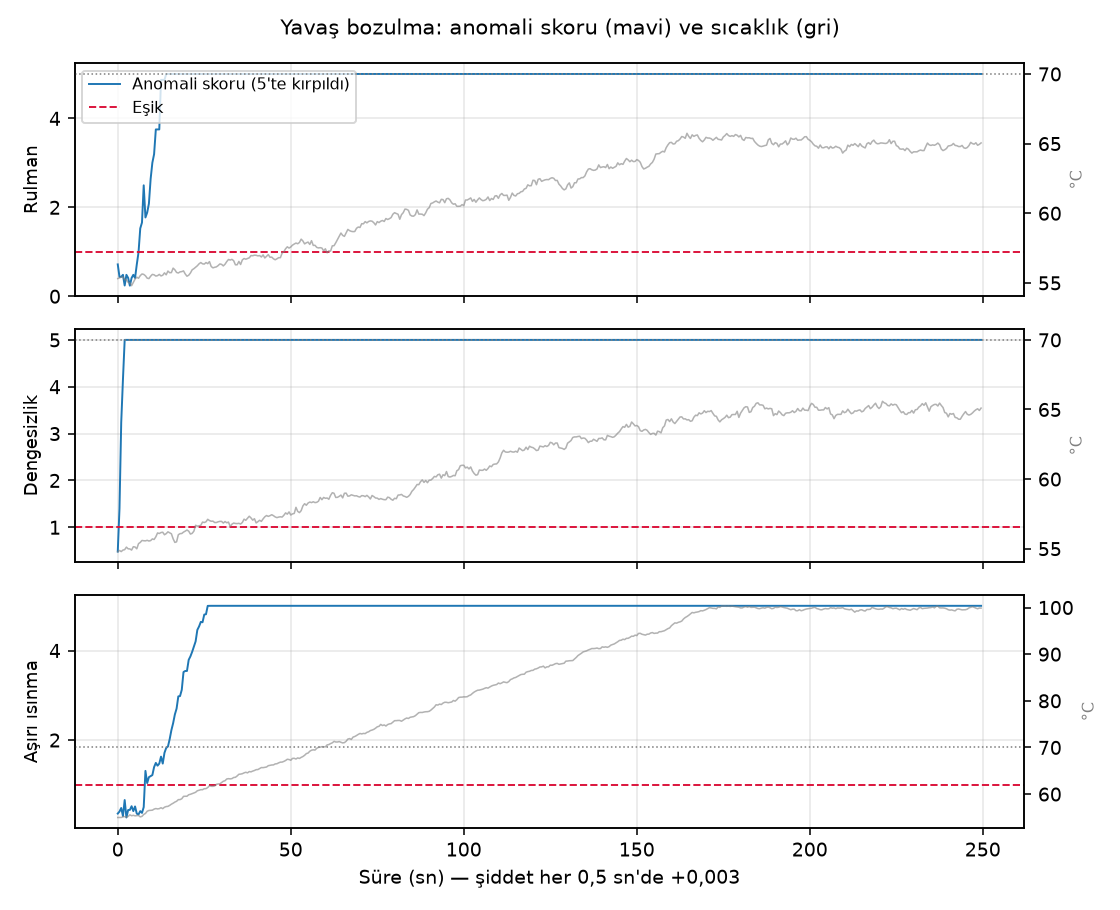 Yavaş bozulma: anomali skoru (mavi) ve sıcaklık (gri)
Anomali skoru (5'te kırpıldı)
Eşik
Rulman
4
2
0
70
65
60
55
°C
Dengesizlik
5
4
3
2
1
70
65
60
55
°C
Aşırı ısınma
4
2
100
90
80
70
60
°C
0 50 100 150 200 250
Süre (sn) — şiddet her 0,5 sn'de +0,003